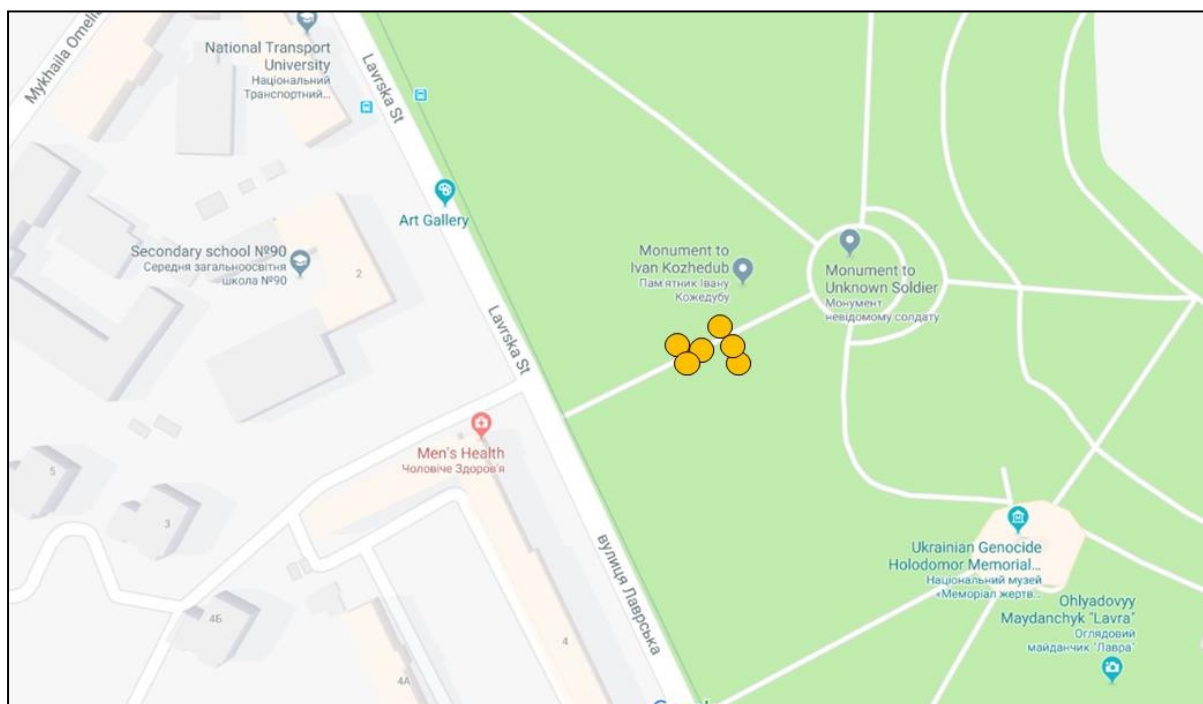 Mykhaila Omelia
National Transport
University
Національний
Транспортний...
Lavrska St
Art Gallery
Secondary school №90
Середня загальноосвітня
школа №90
2
Monument to
Ivan Kozhedub
Пам'ятник Івану
Кожедубу
Monument to
Unknown Soldier
Монумент
невідомому солдату
Lavrska St
Men's Health
Чоловіче Здоров'я
5
3
вулиця Лаврська
Ukrainian Genocide
Holodomor Memorial...
Національний музей
«Меморіал жертв...
Ohlyadovyy
Maydanchyk "Lavra"
Оглядовий
майданчик "Лавра"
4Б
4
4А